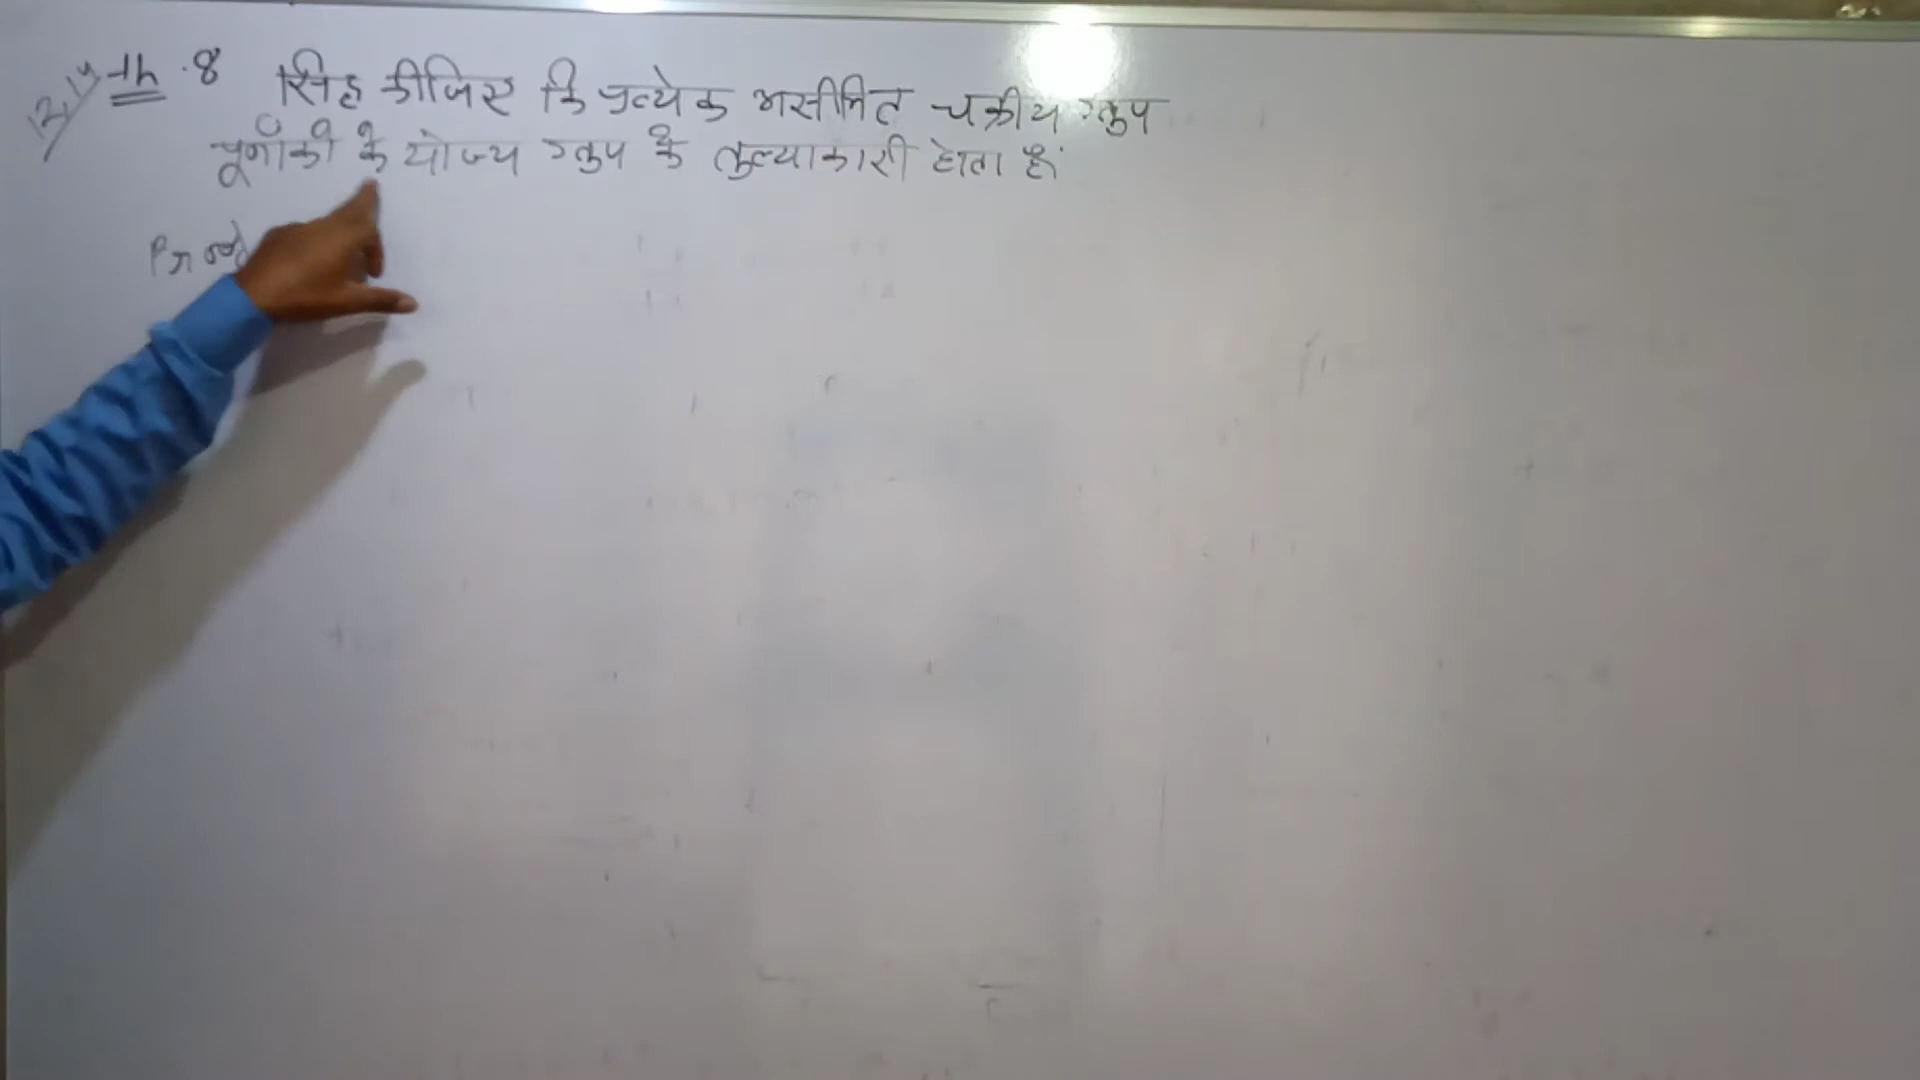 Th.8 सिद्ध कीजिए कि प्रत्येक असीमित चक्रीय ग्रुप
पूर्णांकों के योज्य ग्रुप के तुल्याकारी होता है।
Proof